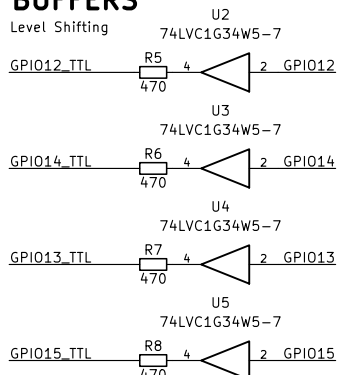 BUFFERS
Level Shifting
U2
74LVC1G34W5-7
GPIO12_TTL R5 4 2 GPIO12
470
U3
74LVC1G34W5-7
GPIO14_TTL R6 4 2 GPIO14
470
U4
74LVC1G34W5-7
GPIO13_TTL R7 4 2 GPIO13
470
U5
74LVC1G34W5-7
GPIO15_TTL R8 4 2 GPIO15
470